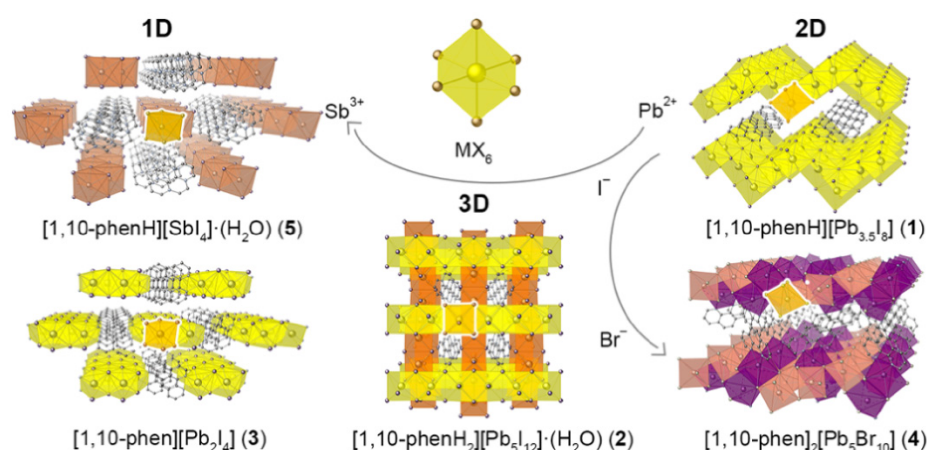 1D
2D
Sb³⁺
Pb²⁺
MX₆
I⁻
3D
[1,10-phenH][SbI₄]·(H₂O) (5)
[1,10-phenH][Pb₃.₅I₈] (1)
Br⁻
[1,10-phen][Pb₂I₄] (3)
[1,10-phenH₂][Pb₅I₁₂]·(H₂O) (2)
[1,10-phen]₂[Pb₅Br₁₀] (4)